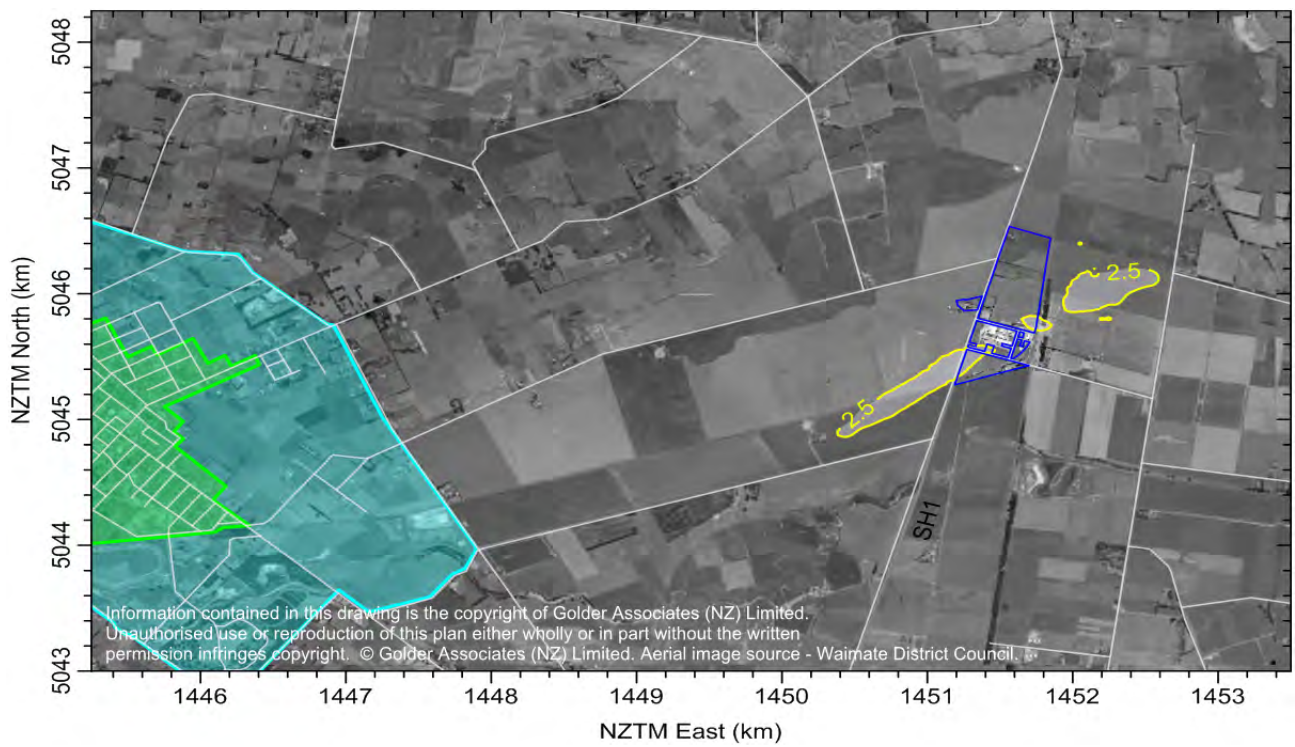 5048
5047
5046
5045
5044
5043
NZTM North (km)
2.5
2.5
SH1
Information contained in this drawing is the copyright of Golder Associates (NZ) Limited.
Unauthorised use or reproduction of this plan either wholly or in part without the written
permission infringes copyright. © Golder Associates (NZ) Limited. Aerial image source - Waimate District Council.
1446 1447 1448 1449 1450 1451 1452 1453
NZTM East (km)